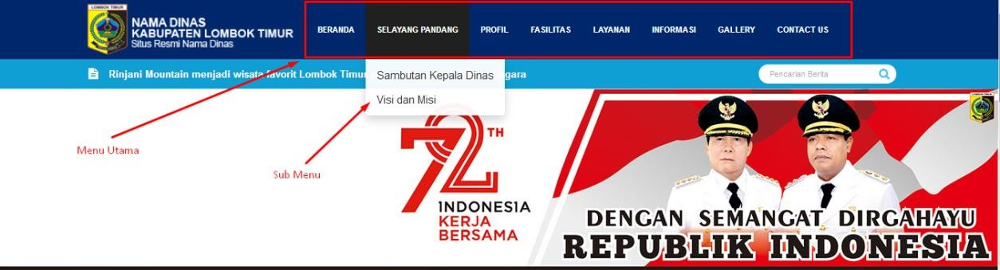 LOMBOK TIMUR
NAMA DINAS
KABUPATEN LOMBOK TIMUR
Situs Resmi Nama Dinas
BERANDA SELAYANG PANDANG PROFIL FASILITAS LAYANAN INFORMASI GALLERY CONTACT US
Rinjani Mountain menjadi wisata favorit Lombok Timu gara
Pencarian Berita
Sambutan Kepala Dinas
Visi dan Misi
Menu Utama
Sub Menu
72 TH
INDONESIA
KERJA
BERSAMA
LOMBOK TIMUR
DENGAN SEMANGAT DIRGAHAYU
REPUBLIK INDONESIA